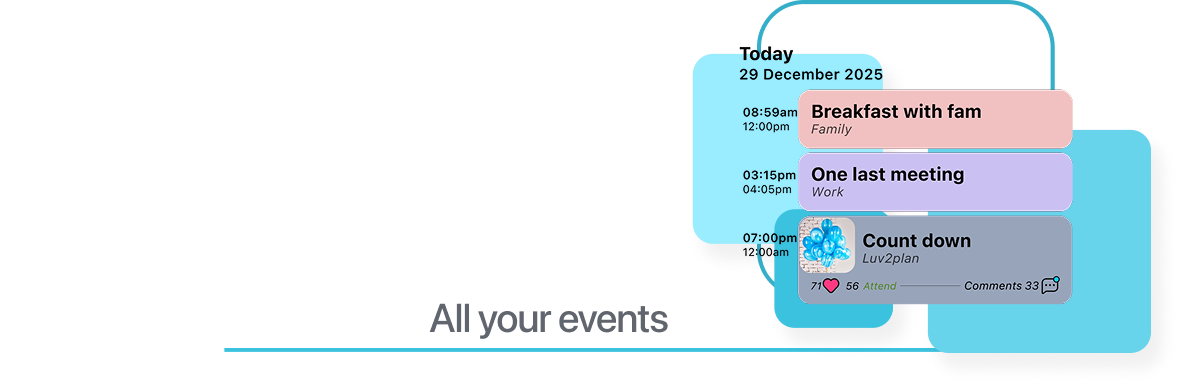 Today
29 December 2025
08:59am
12:00pm
Breakfast with fam
Family
03:15pm
04:05pm
One last meeting
Work
07:00pm
12:00am
Count down
Luv2plan
71 56 Attend Comments 33
All your events